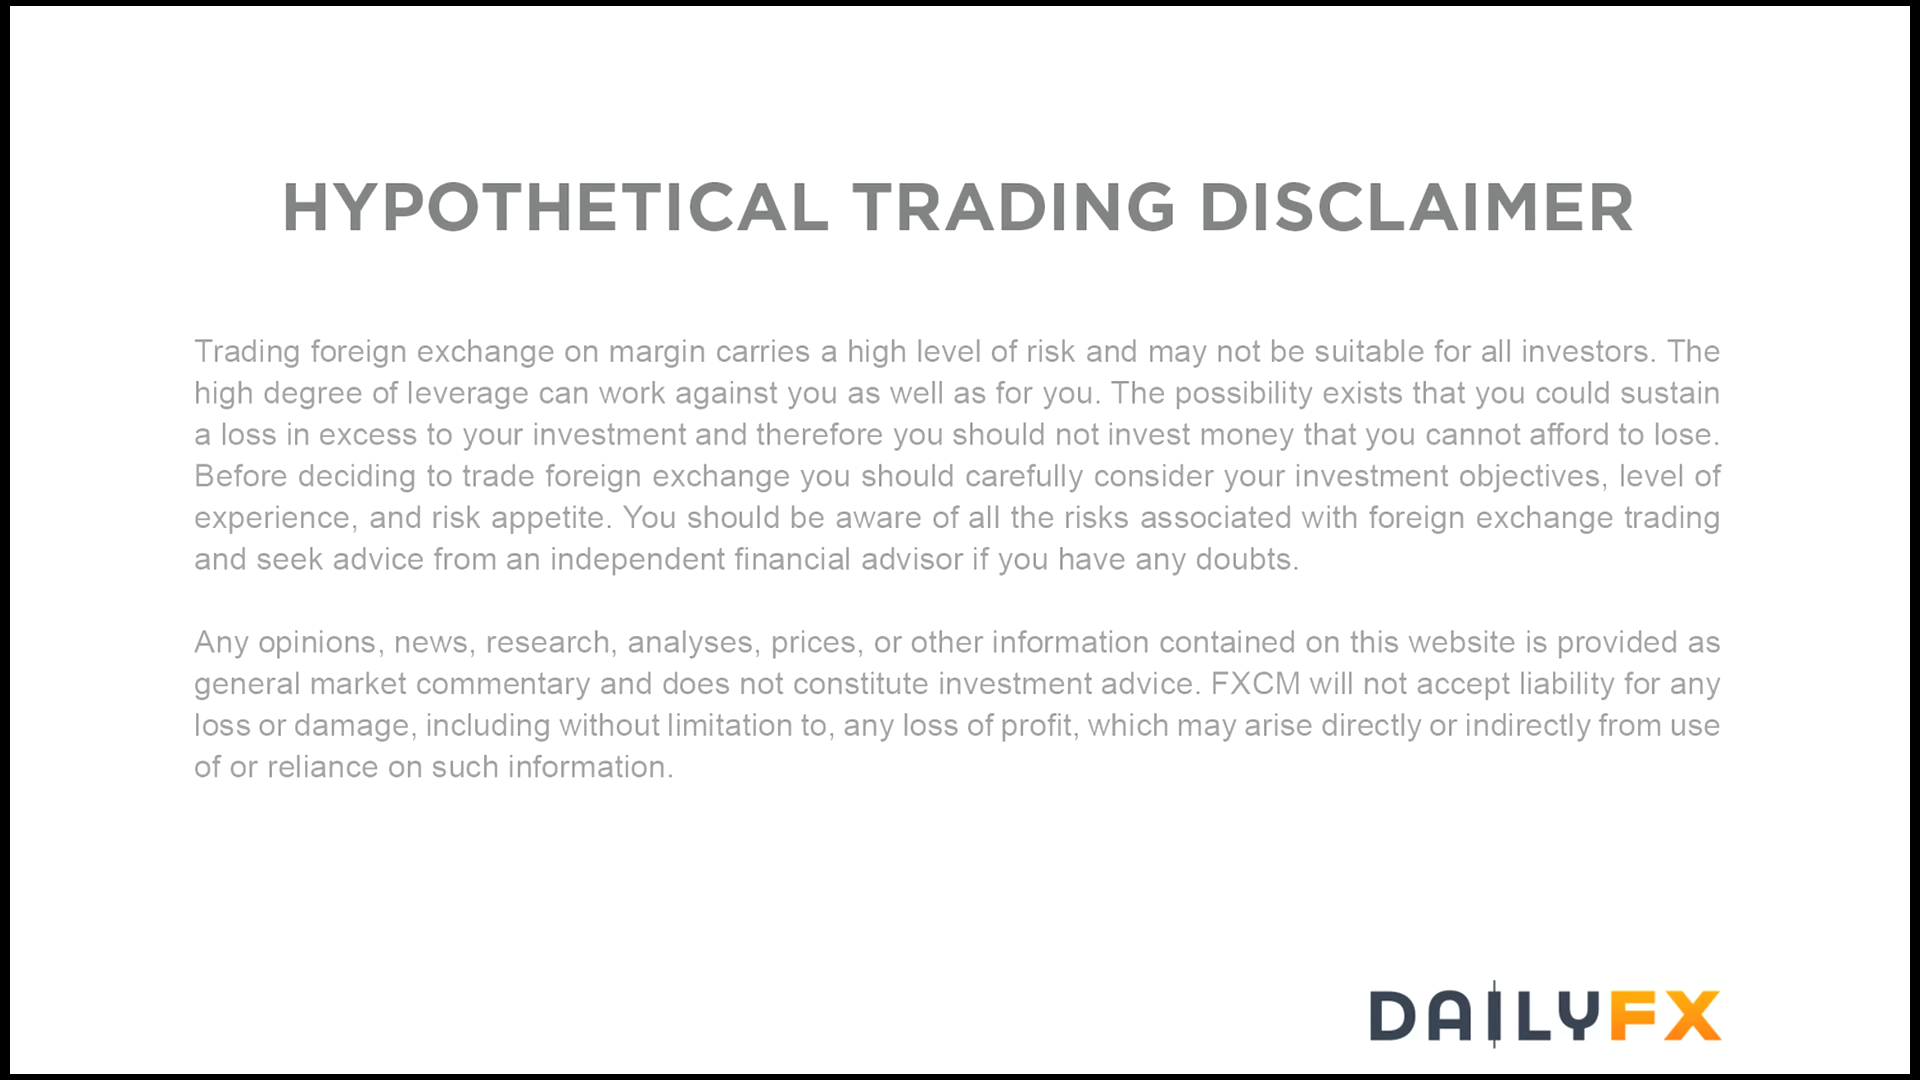 HYPOTHETICAL TRADING DISCLAIMER
Trading foreign exchange on margin carries a high level of risk and may not be suitable for all investors. The
high degree of leverage can work against you as well as for you. The possibility exists that you could sustain
a loss in excess to your investment and therefore you should not invest money that you cannot afford to lose.
Before deciding to trade foreign exchange you should carefully consider your investment objectives, level of
experience, and risk appetite. You should be aware of all the risks associated with foreign exchange trading
and seek advice from an independent financial advisor if you have any doubts.
Any opinions, news, research, analyses, prices, or other information contained on this website is provided as
general market commentary and does not constitute investment advice. FXCM will not accept liability for any
loss or damage, including without limitation to, any loss of profit, which may arise directly or indirectly from use
of or reliance on such information.
DAILYFX